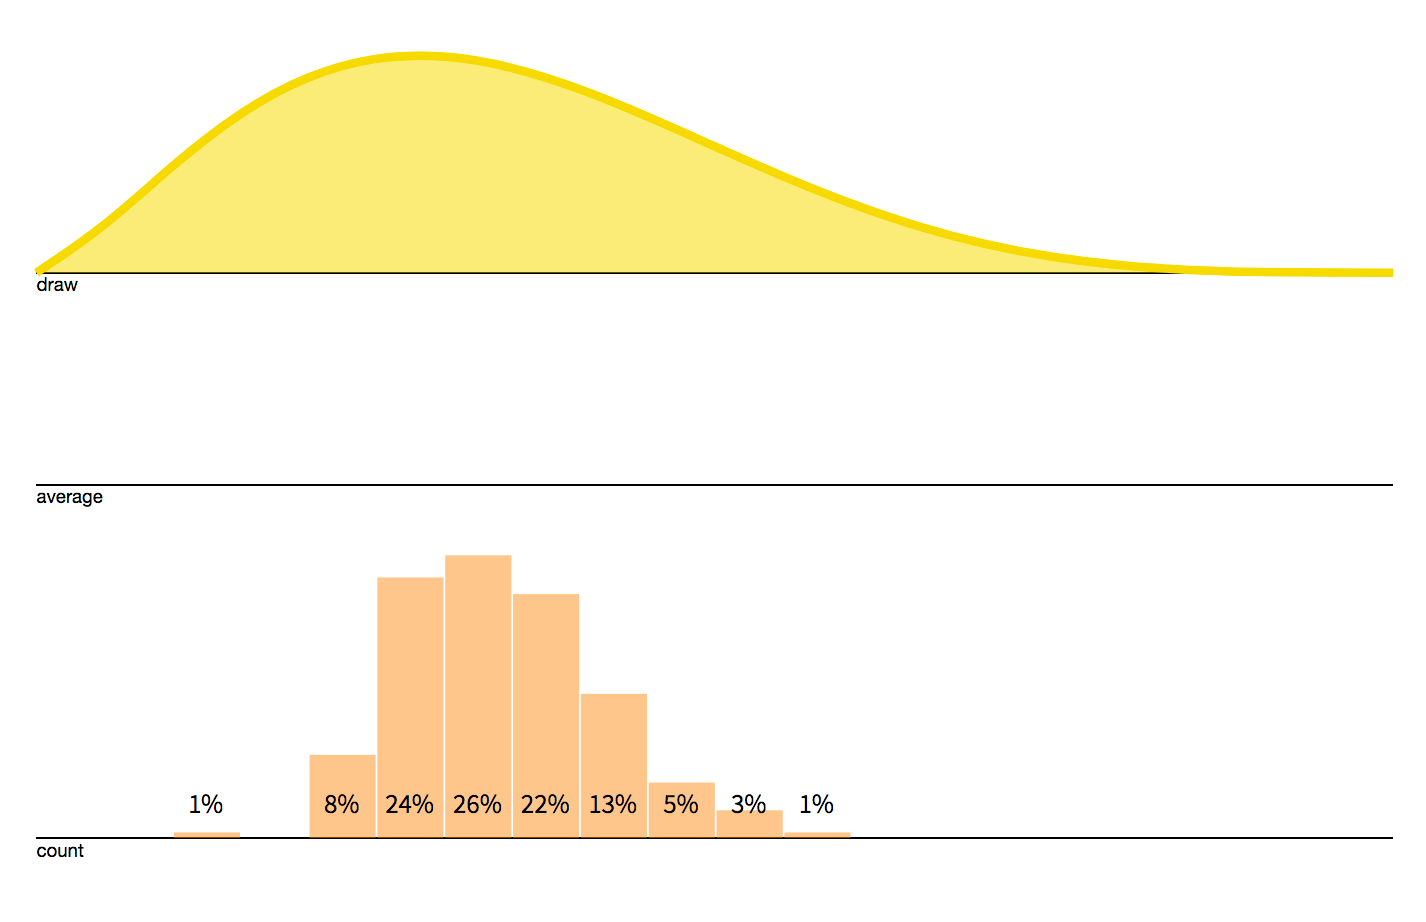 draw
average
1% 8% 24% 26% 22% 13% 5% 3% 1%
count